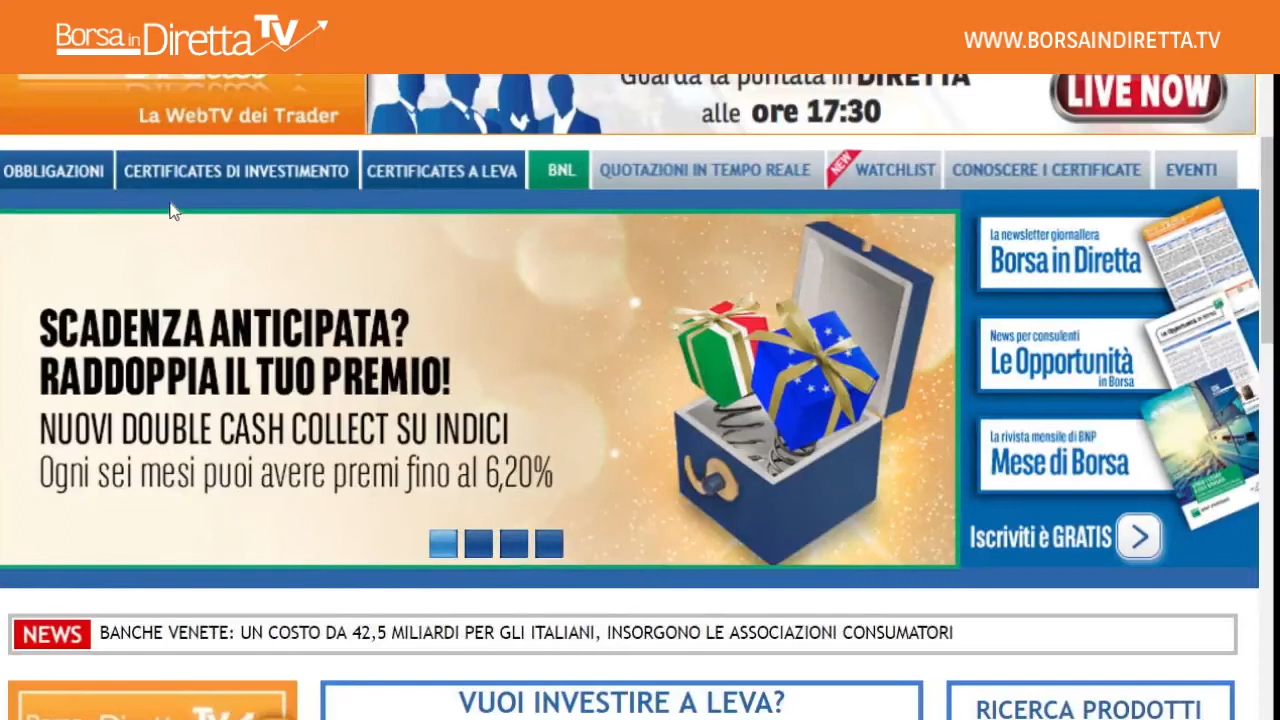 Borsa in Diretta TV
WWW.BORSAINDIRETTA.TV
La WebTV dei Trader
Guarda la puntata in DIRETTA
alle ore 17:30
LIVE NOW
OBBLIGAZIONI
CERTIFICATES DI INVESTIMENTO
CERTIFICATES A LEVA
BNL
QUOTAZIONI IN TEMPO REALE
NEW
WATCHLIST
CONOSCERE I CERTIFICATE
EVENTI
SCADENZA ANTICIPATA?
RADDOPPIA IL TUO PREMIO!
NUOVI DOUBLE CASH COLLECT SU INDICI
Ogni sei mesi puoi avere premi fino al 6,20%
La newsletter giornaliera
Borsa in Diretta
News per consulenti
Le Opportunità
in Borsa
La rivista mensile di BNP
Mese di Borsa
Iscriviti è GRATIS
NEWS
BANCHE VENETE: UN COSTO DA 42,5 MILIARDI PER GLI ITALIANI, INSORGONO LE ASSOCIAZIONI CONSUMATORI
Borsa in Diretta TV
VUOI INVESTIRE A LEVA?
RICERCA PRODOTTI